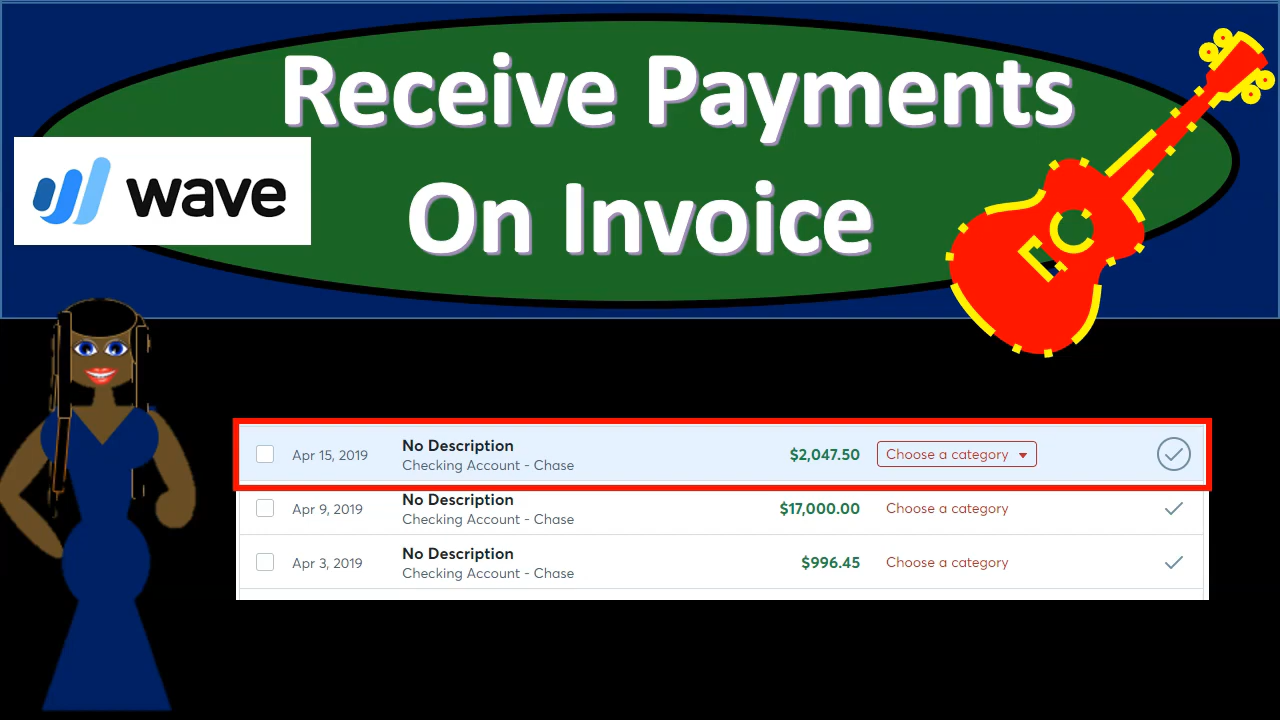 Receive Payments
On Invoice
wave
Apr 15, 2019 No Description $2,047.50 Choose a category
Checking Account - Chase
Apr 9, 2019 No Description $17,000.00 Choose a category
Checking Account - Chase
Apr 3, 2019 No Description $996.45 Choose a category
Checking Account - Chase